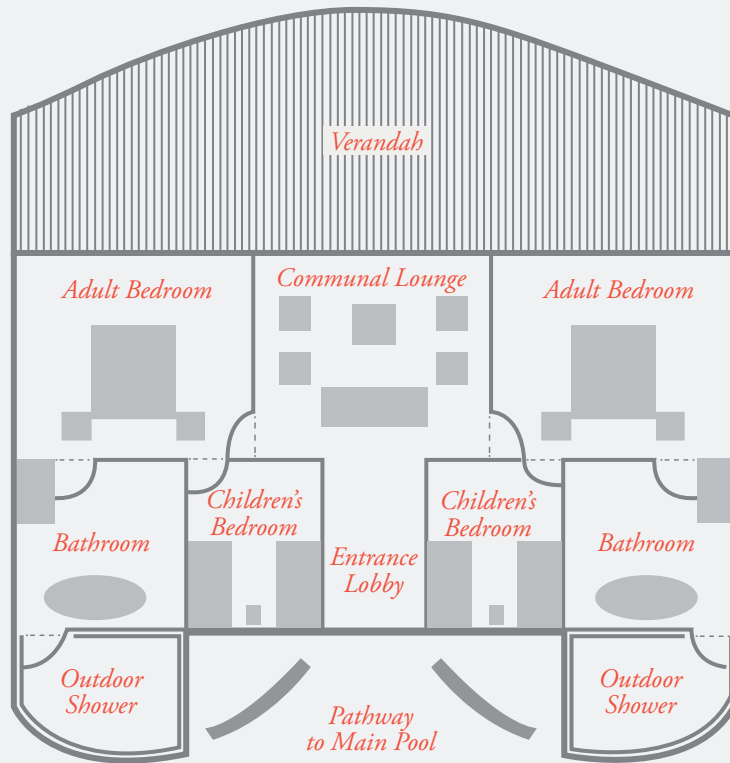 Verandah
Adult Bedroom
Communal Lounge
Adult Bedroom
Children’s
Bedroom
Children’s
Bedroom
Bathroom
Entrance
Lobby
Bathroom
Outdoor
Shower
Pathway
to Main Pool
Outdoor
Shower